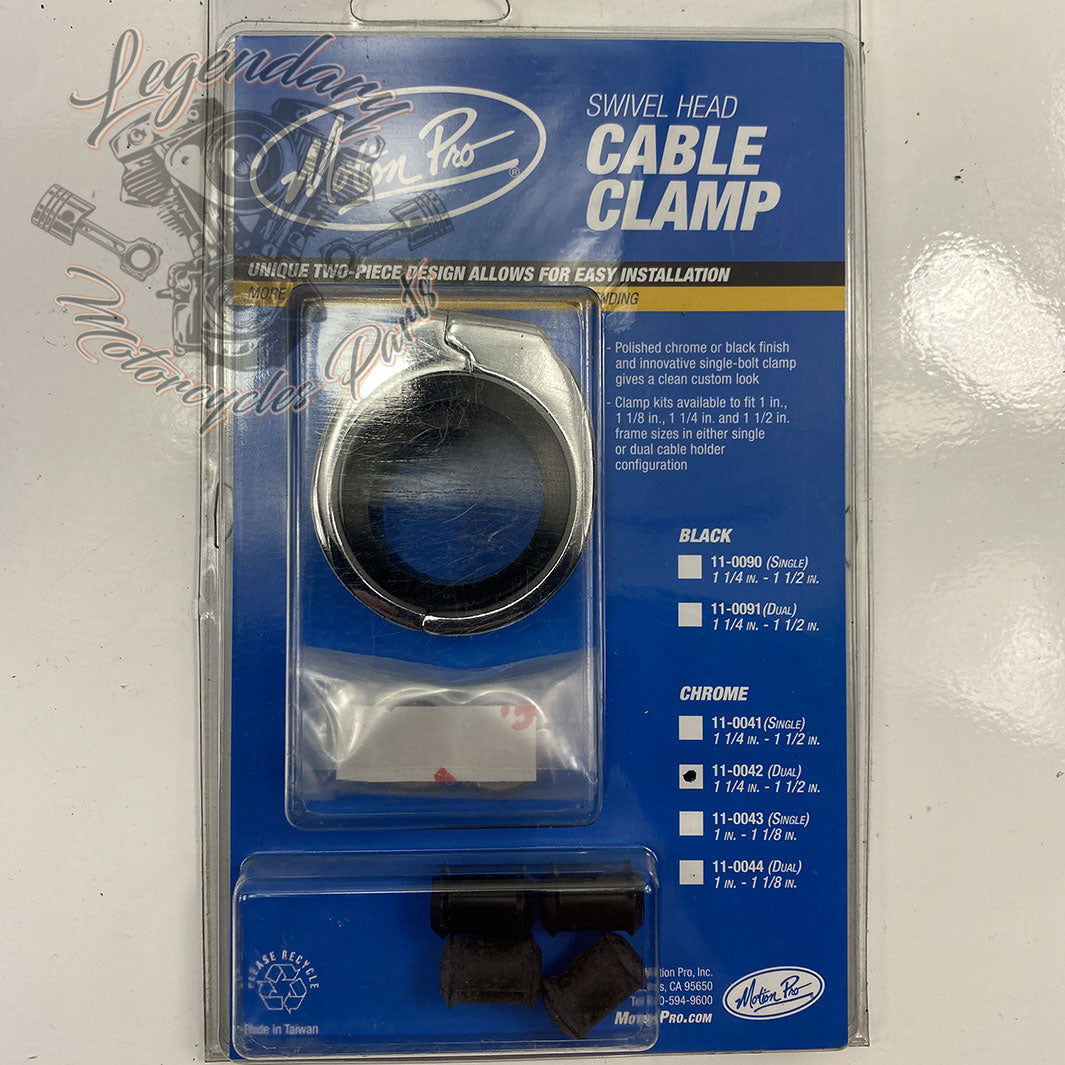 Legendary
Motorcycles Parts
Motion Pro®
SWIVEL HEAD
CABLE
CLAMP
UNIQUE TWO-PIECE DESIGN ALLOWS FOR EASY INSTALLATION
MORE
- Polished chrome or black finish
and innovative single-bolt clamp
gives a clean custom look
- Clamp kits available to fit 1 in.,
1 1/8 in., 1 1/4 in. and 1 1/2 in.
frame sizes in either single
or dual cable holder
configuration
BLACK
11-0090 (SINGLE)
1 1/4 IN. - 1 1/2 IN.
11-0091 (DUAL)
1 1/4 IN. - 1 1/2 IN.
CHROME
11-0041 (SINGLE)
1 1/4 IN. - 1 1/2 IN.
11-0042 (DUAL)
1 1/4 IN. - 1 1/2 IN.
11-0043 (SINGLE)
1 IN. - 1 1/8 IN.
11-0044 (DUAL)
1 IN. - 1 1/8 IN.
PLEASE RECYCLE
Made in Taiwan
Motion Pro, Inc.
CA 95650
0-594-9600
MOTIONPRO.COM
Motion Pro